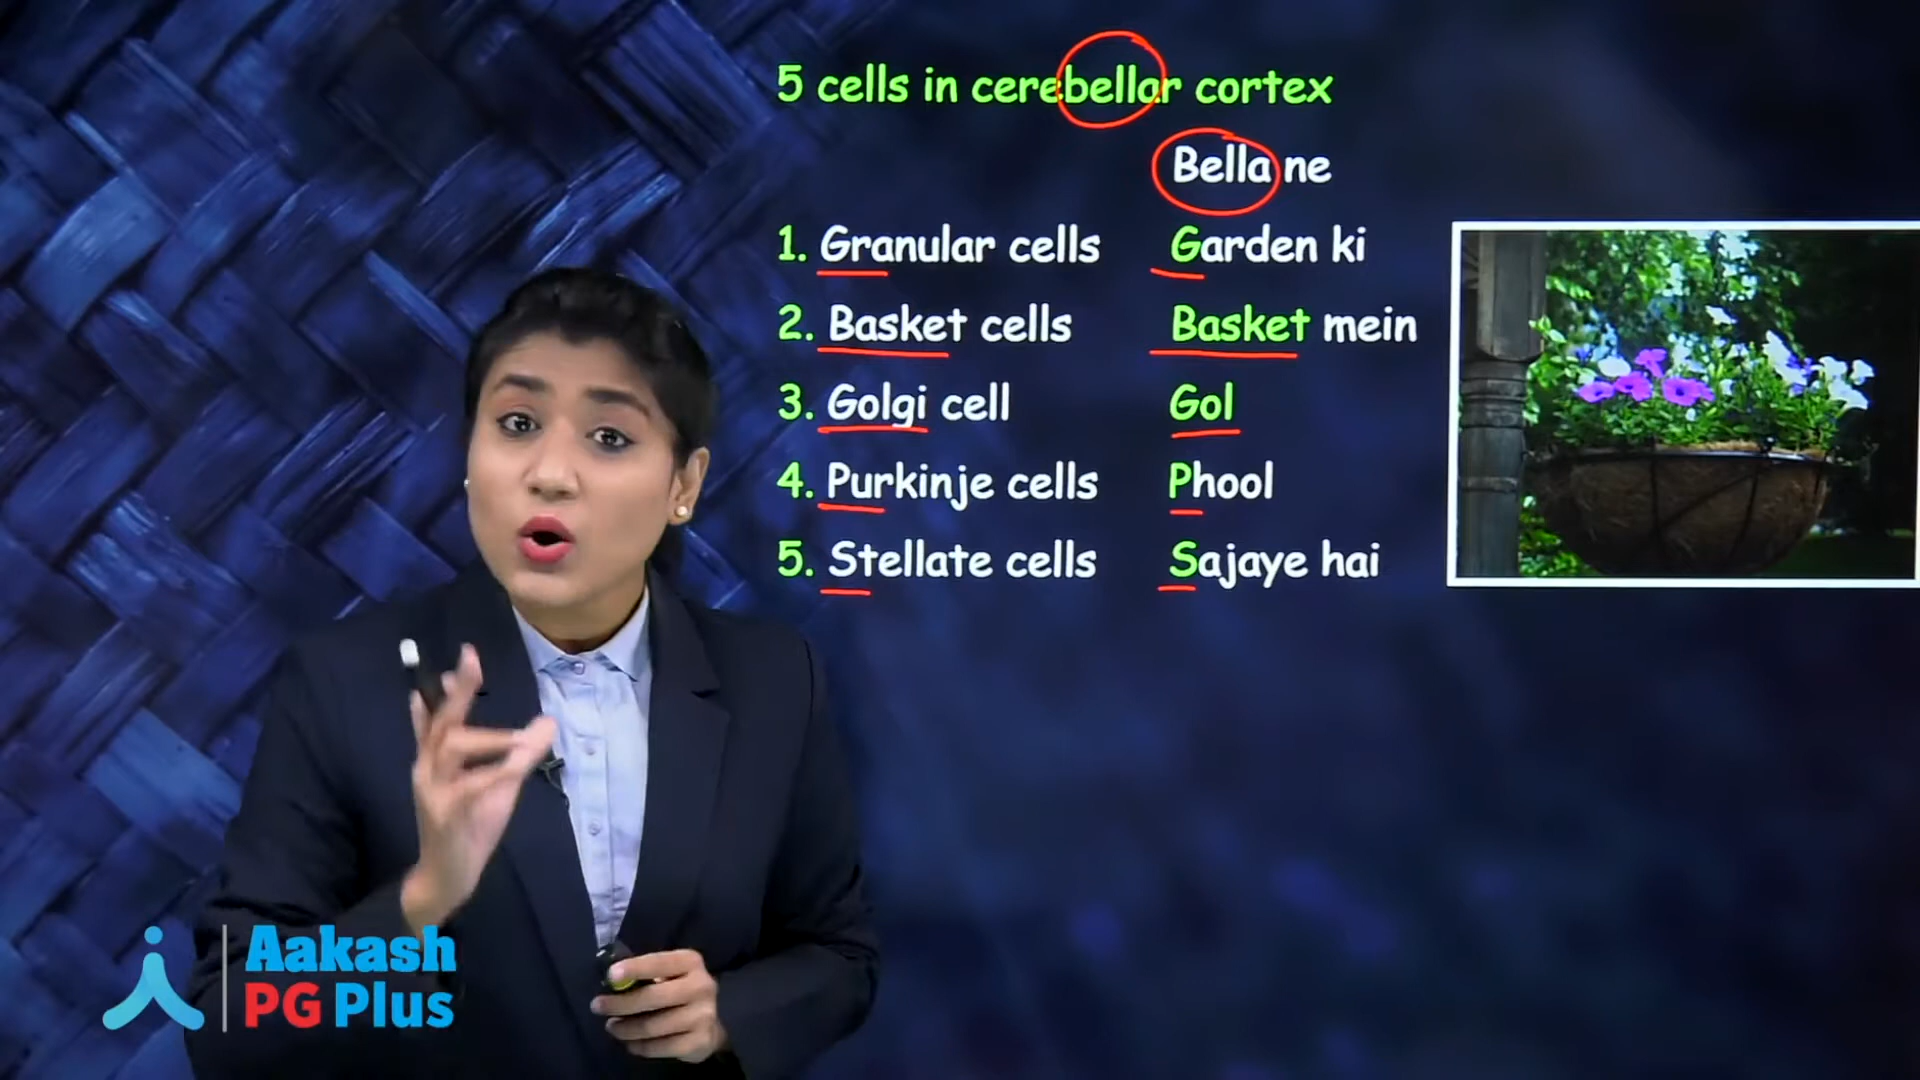 5 cells in cerebellar cortex
Bella ne
1. Granular cells Garden ki
2. Basket cells Basket mein
3. Golgi cell Gol
4. Purkinje cells Phool
5. Stellate cells Sajaye hai
Aakash
PG Plus